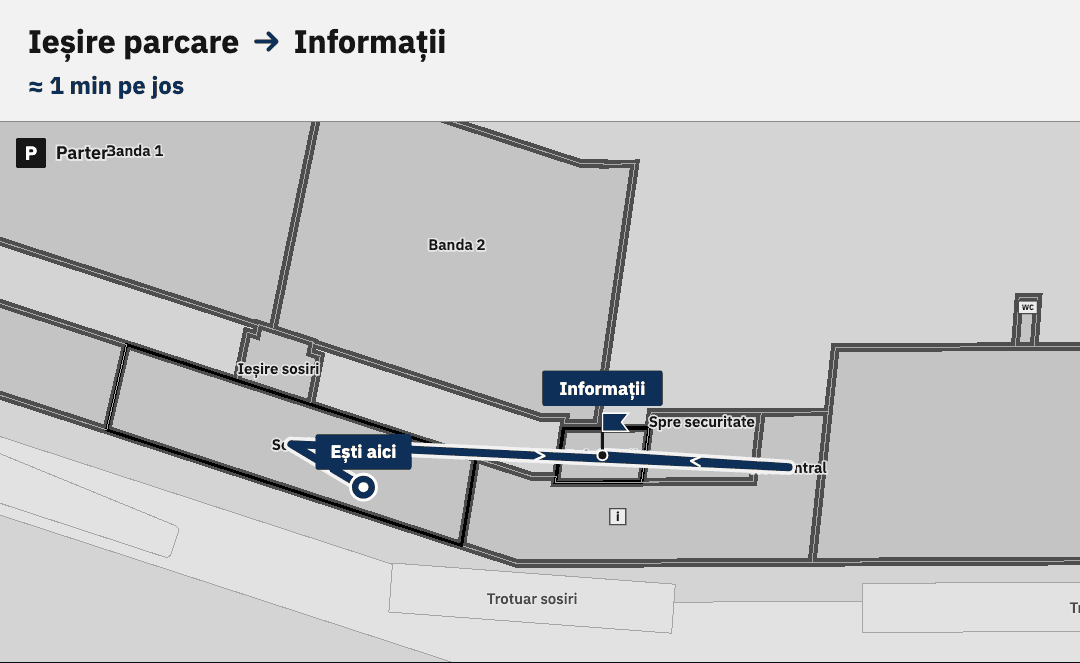 Ieșire parcare → Informații
≈ 1 min pe jos
P Parter
Banda 1
Banda 2
wc
Ieșire sosiri
Informații
Spre securitate
Ești aici
i
Trotuar sosiri